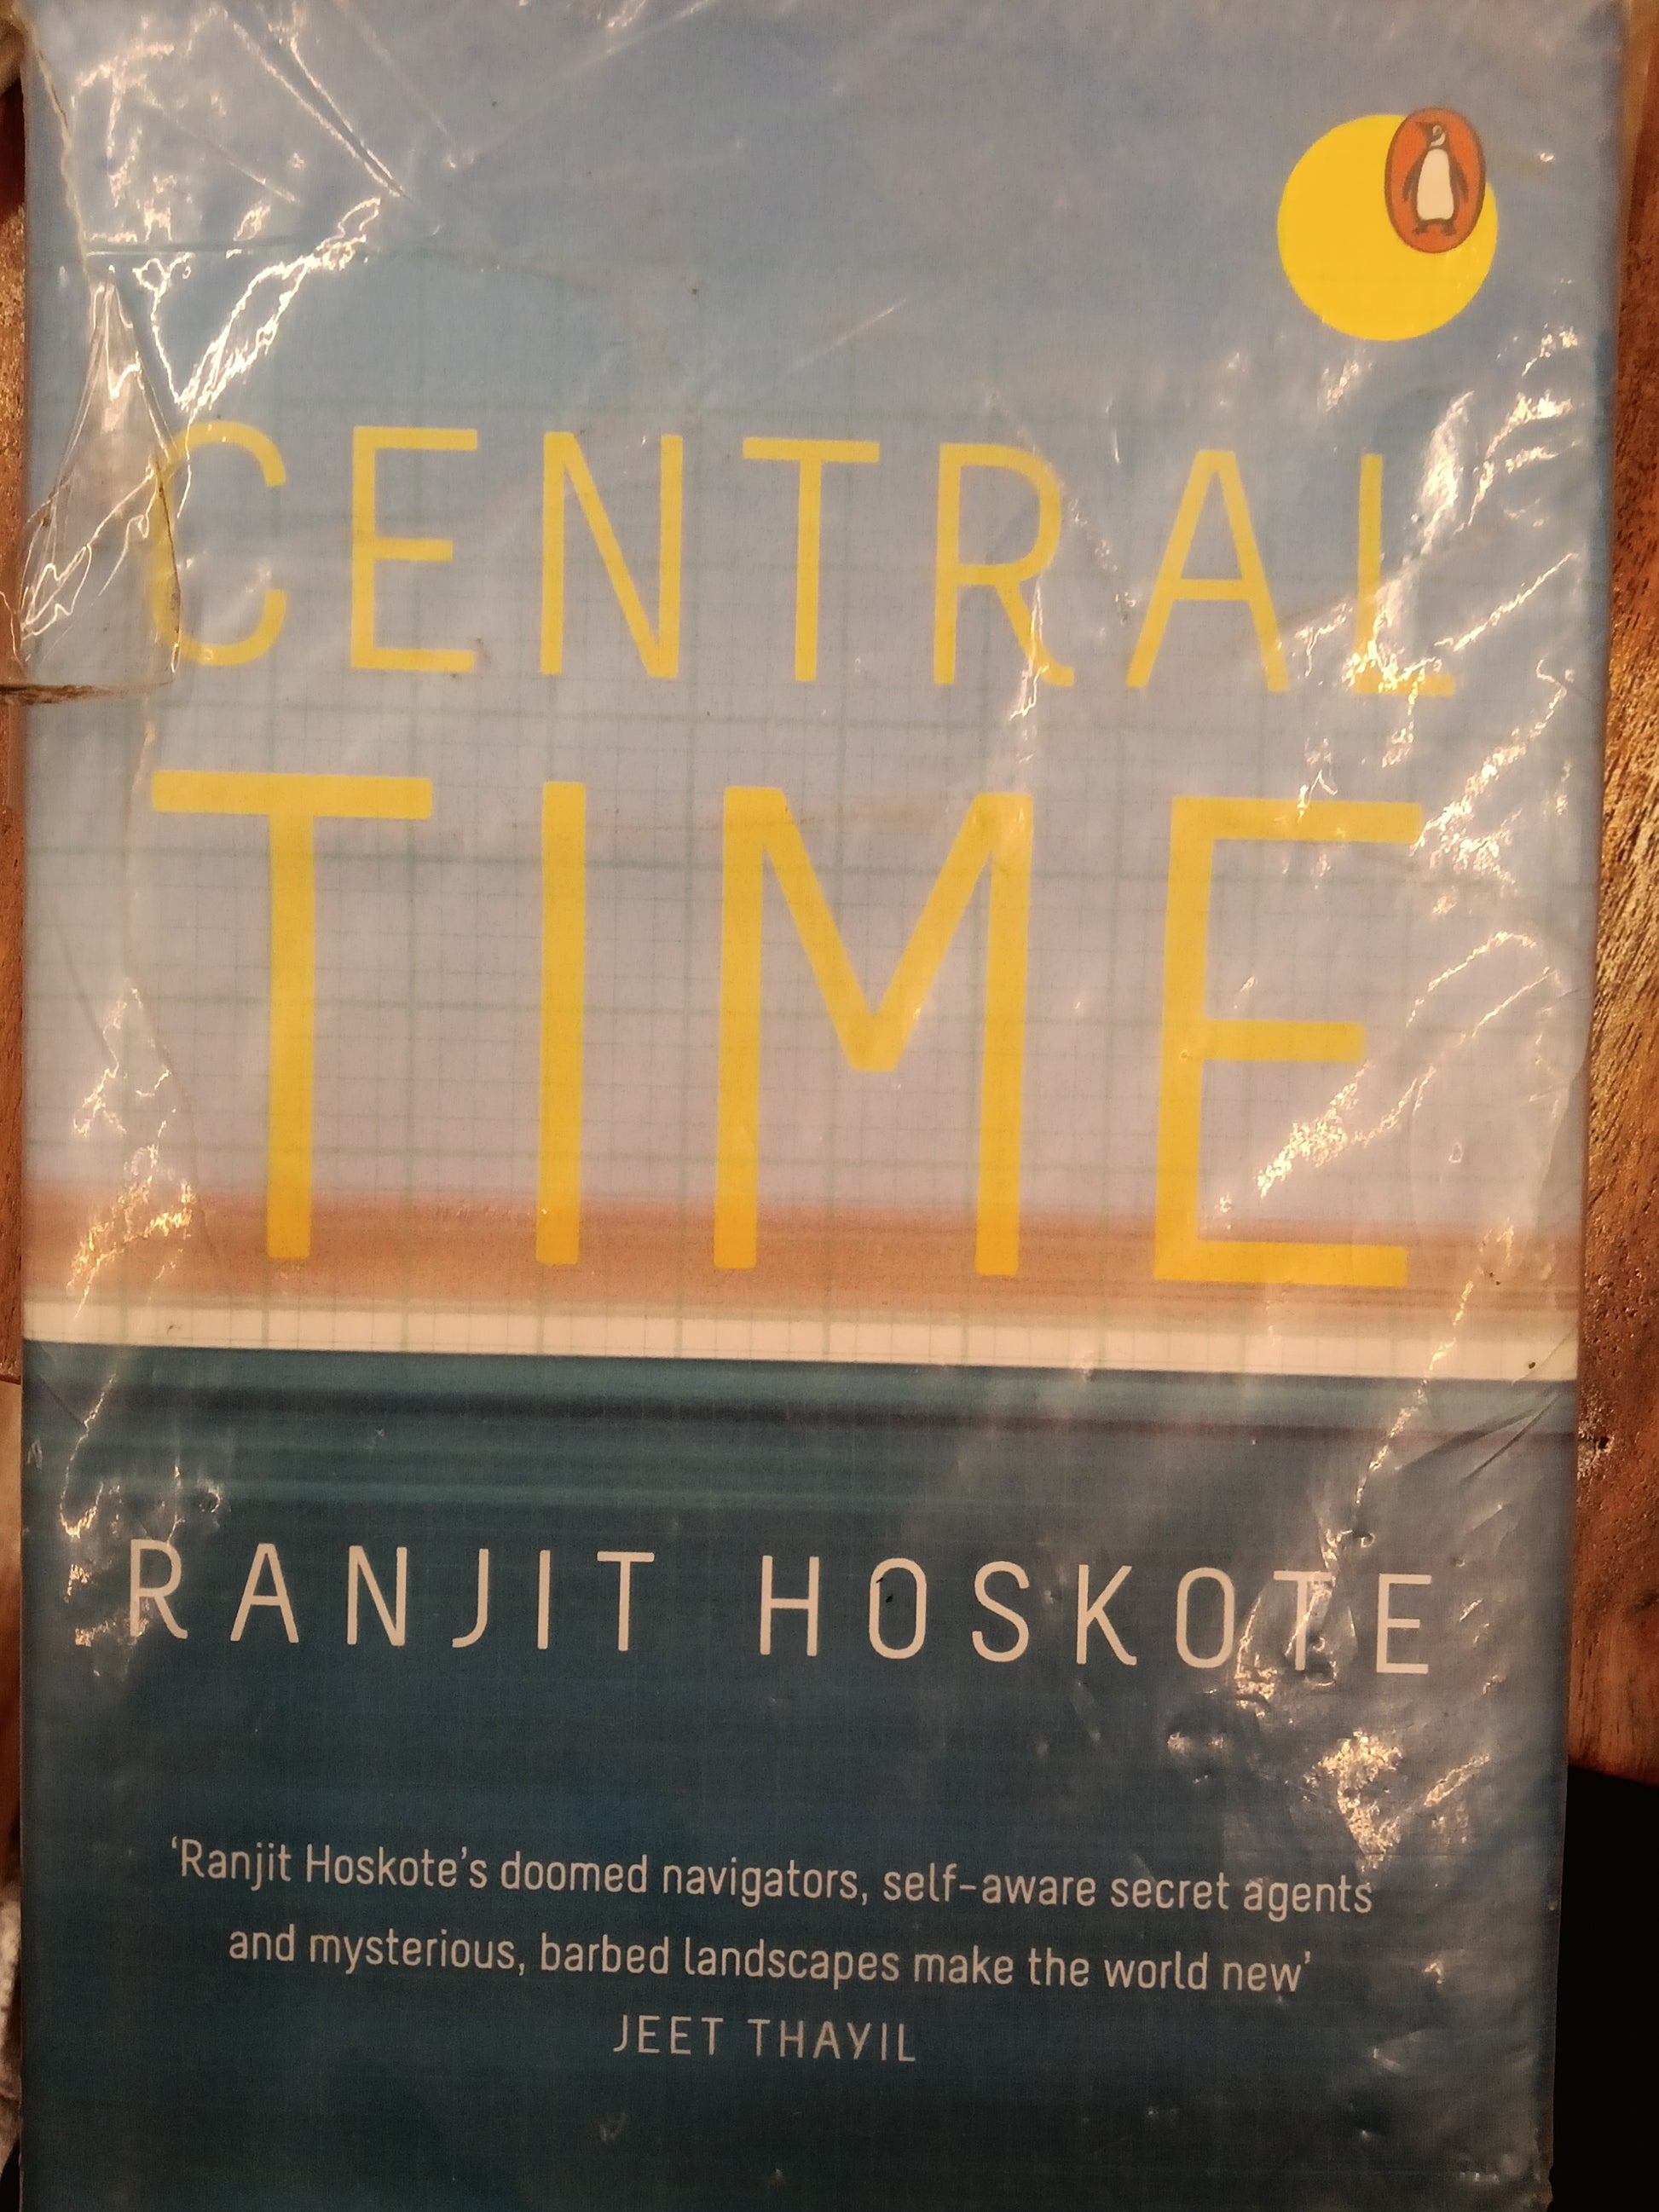 CENTRAL
TIME
RANJIT HOSKOTE
‘Ranjit Hoskote’s doomed navigators, self-aware secret agents
and mysterious, barbed landscapes make the world new’
JEET THAYIL